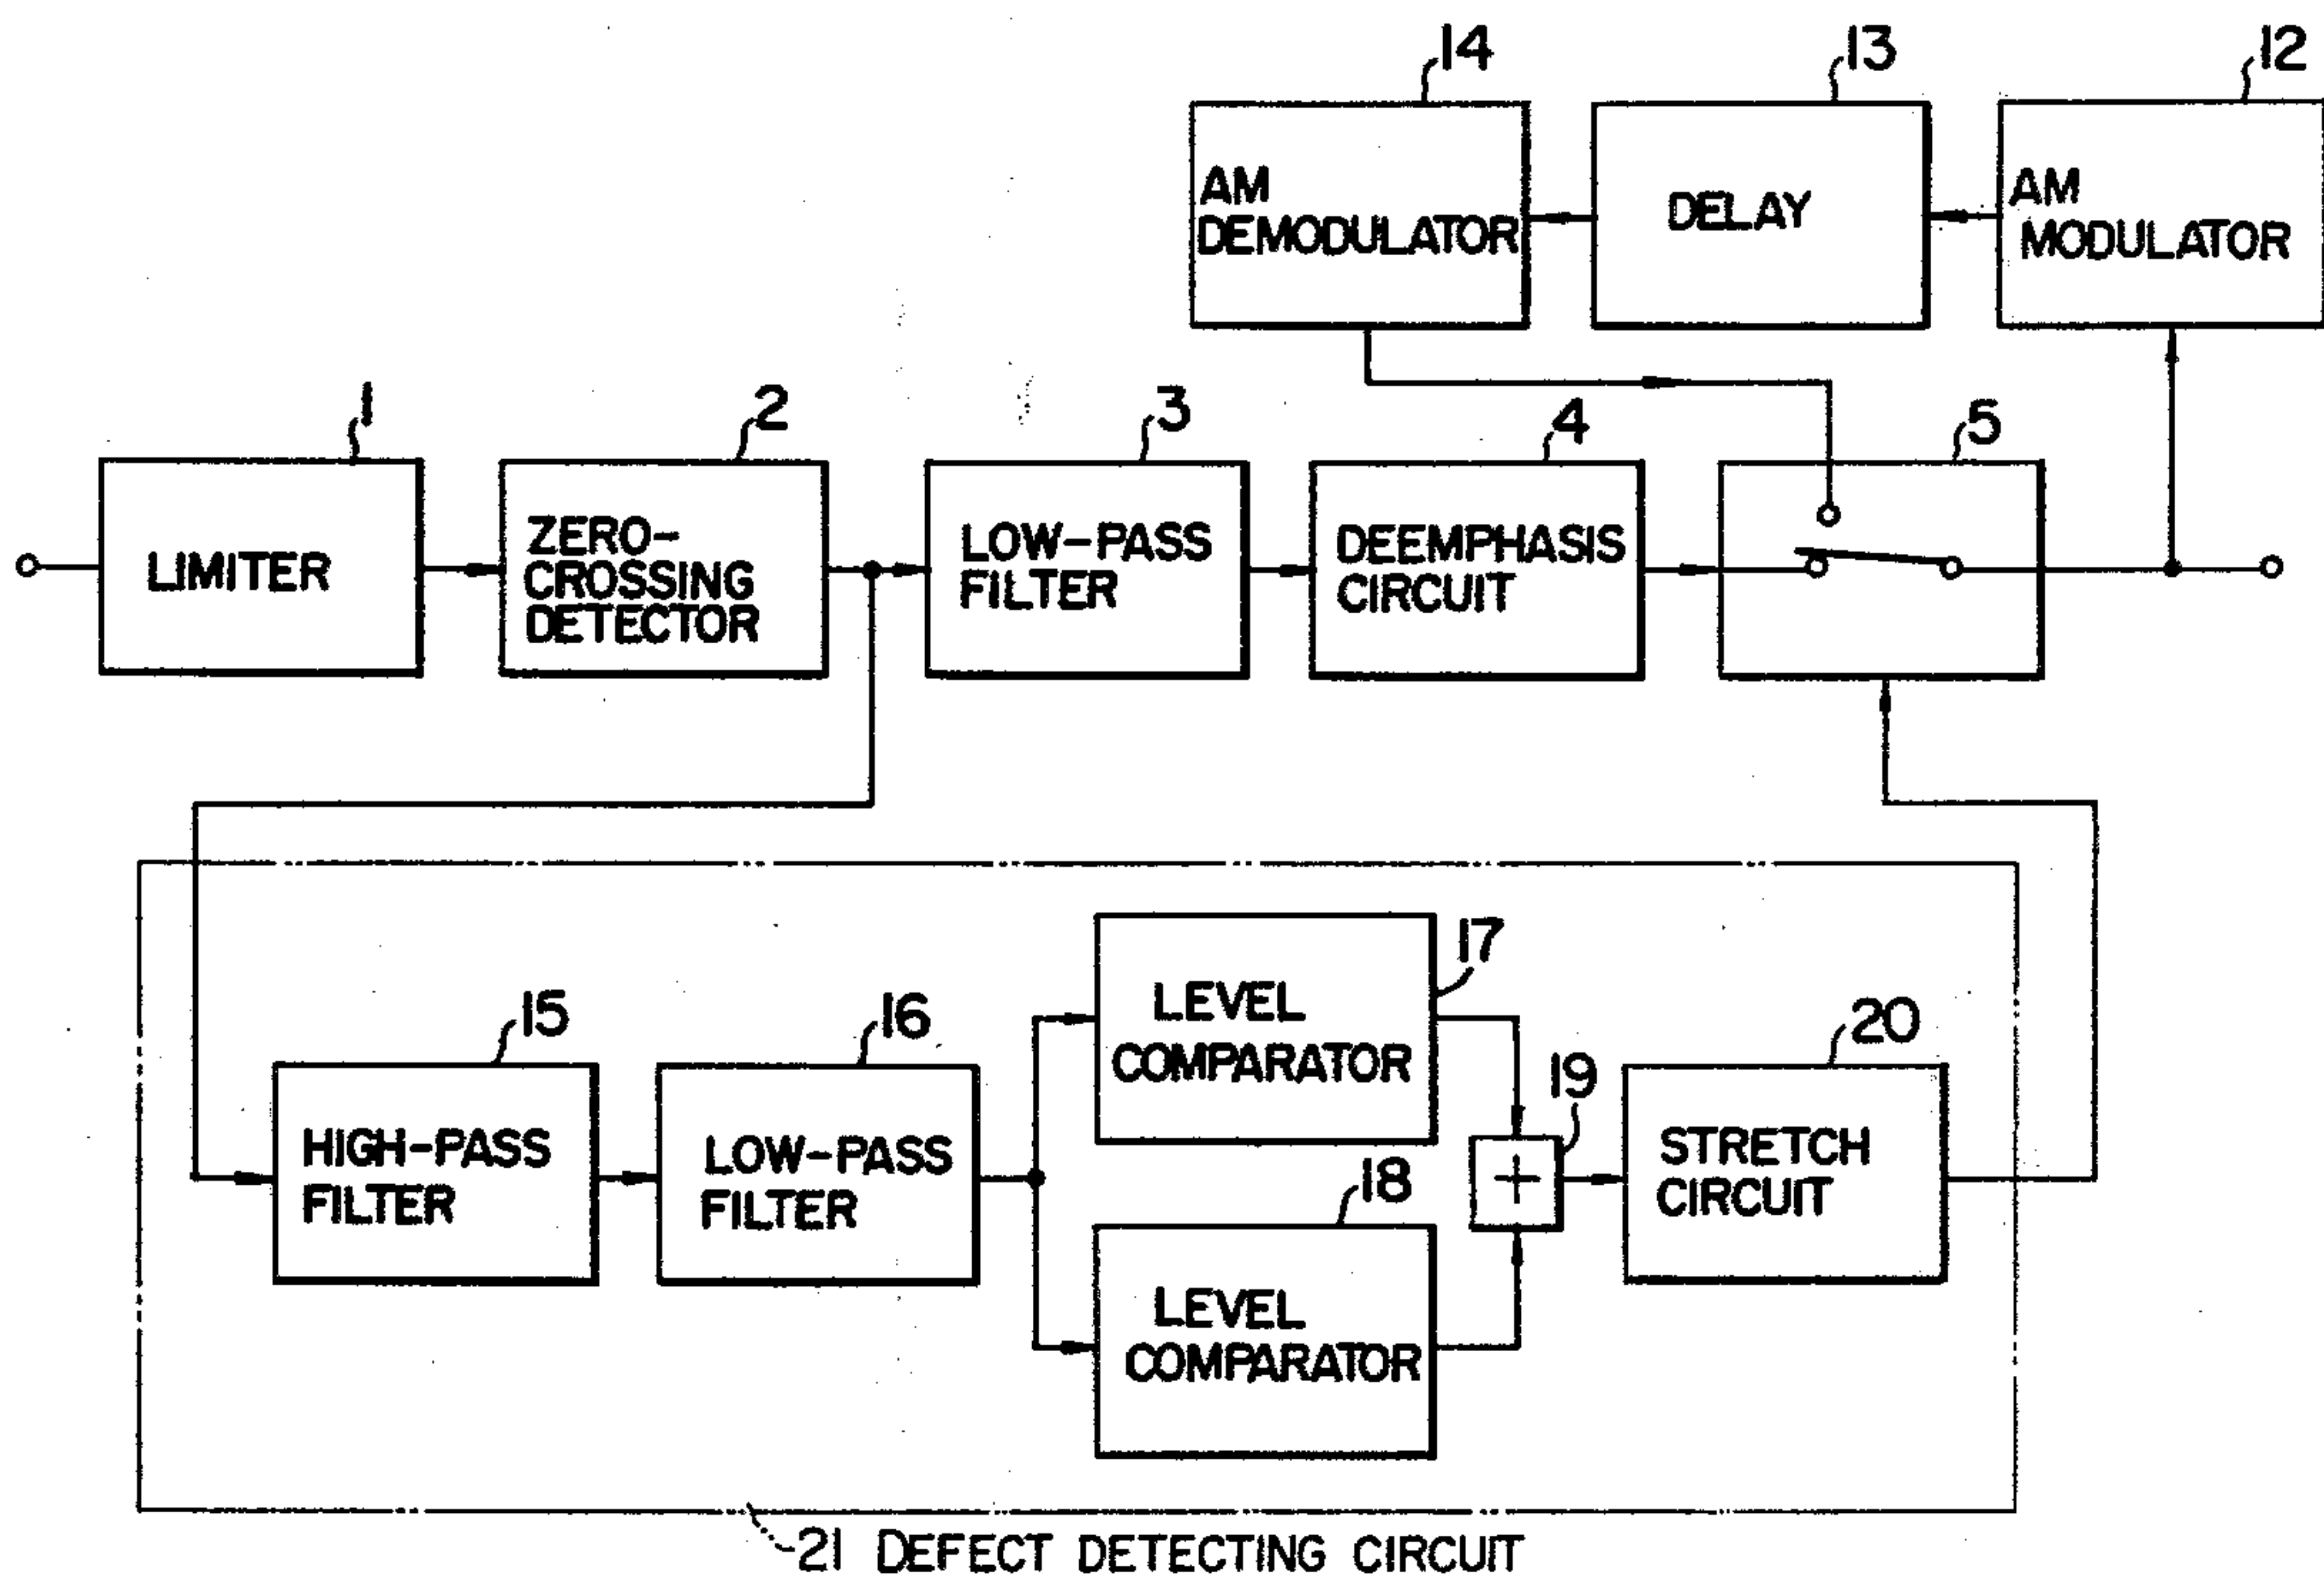 14
13
12
AM
DEMODULATOR
DELAY
AM
MODULATOR
1
2
3
4
5
LIMITER
ZERO-
CROSSING
DETECTOR
LOW-PASS
FILTER
DEEMPHASIS
CIRCUIT
17
LEVEL
COMPARATOR
15
16
19
20
HIGH-PASS
FILTER
LOW-PASS
FILTER
+
STRETCH
CIRCUIT
18
LEVEL
COMPARATOR
21 DEFECT DETECTING CIRCUIT